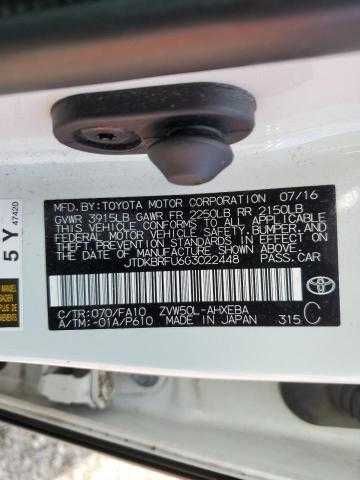 MFD.BY:TOYOTA MOTOR CORPORATION 07/16
GVWR 3915LB GAWR FR 2250LB RR 2150LB
THIS VEHICLE CONFORMS TO ALL APPLICABLE
FEDERAL MOTOR VEHICLE SAFETY, BUMPER, AND
THEFT PREVENTION STANDARDS IN EFFECT ON
THE DATE OF MANUFACTURE SHOWN ABOVE.
JTDKBRFU6G3022448 PASS.CAR
C/TR:070/FA10 ZVW50L-AHXEBA
A/TM:-01A/P610 MADE IN JAPAN 315 C
TOYOTA
5 Y 47420